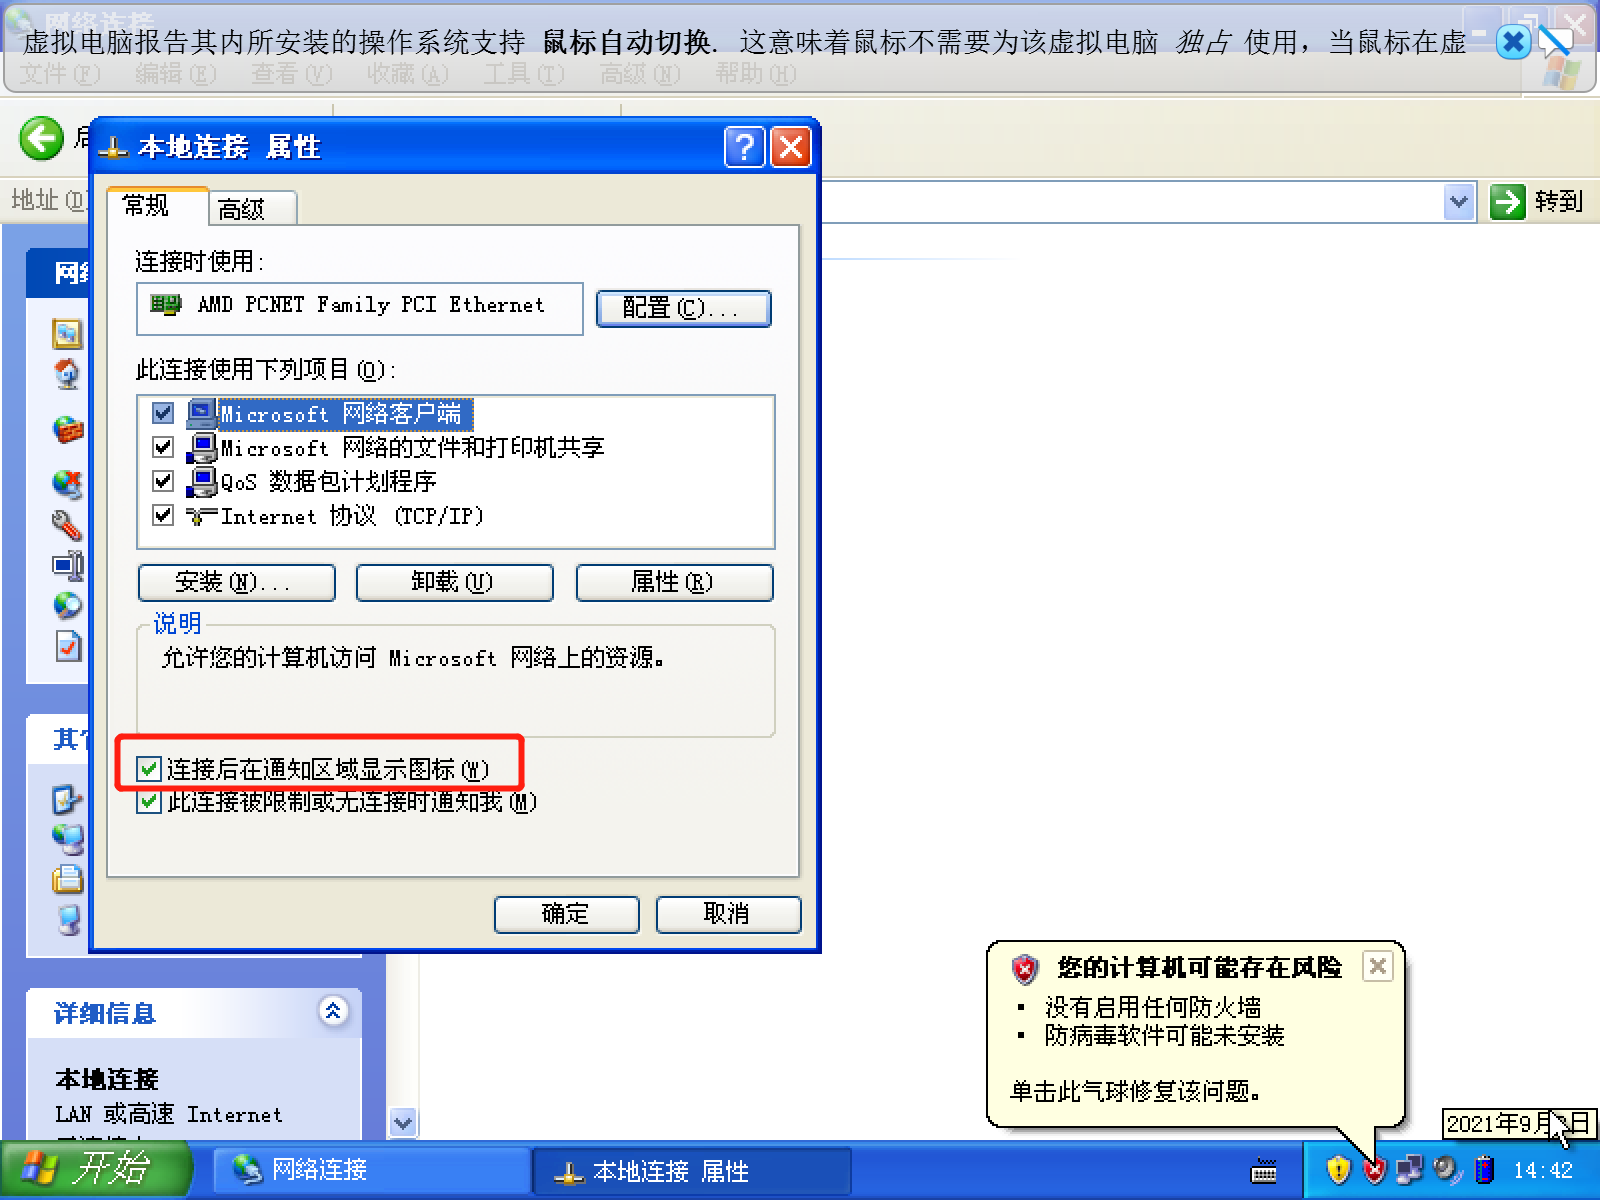 网络连接
虚拟电脑报告其内所安装的操作系统支持 鼠标自动切换. 这意味着鼠标不需要为该虚拟电脑 独占 使用，当鼠标在虚
文件(F) 编辑(E) 查看(V) 收藏(A) 工具(T) 高级(N) 帮助(H)
本地连接 属性
地址(D)
转到
常规
高级
连接时使用:
AMD PCNET Family PCI Ethernet
配置(C)...
此连接使用下列项目(O):
Microsoft 网络客户端
Microsoft 网络的文件和打印机共享
QoS 数据包计划程序
Internet 协议 (TCP/IP)
安装(N)...
卸载(U)
属性(R)
说明
允许您的计算机访问 Microsoft 网络上的资源。
连接后在通知区域显示图标(W)
此连接被限制或无连接时通知我(M)
确定
取消
详细信息
本地连接
LAN 或高速 Internet
您的计算机可能存在风险
▪ 没有启用任何防火墙
▪ 防病毒软件可能未安装
单击此气球修复该问题。
2021年9月 日
开始
网络连接
本地连接 属性
14:42